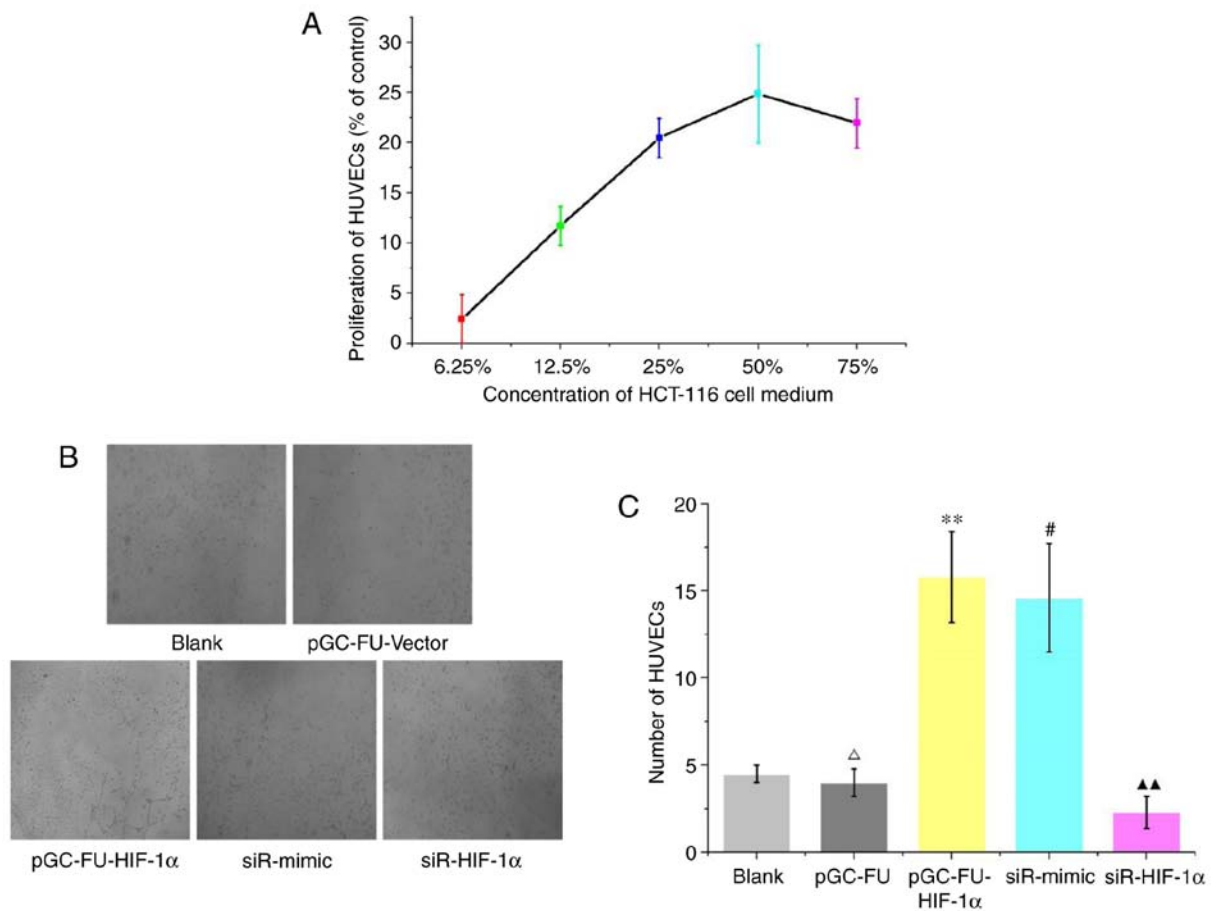 A
Proliferation of HUVECs (% of control)
30
25
20
15
10
5
0
6.25%
12.5%
25%
50%
75%
Concentration of HCT-116 cell medium
B
Blank
pGC-FU-Vector
pGC-FU-HIF-1α
siR-mimic
siR-HIF-1α
C
Number of HUVECs
20
15
10
5
0
△
**
#
▲▲
Blank
pGC-FU
pGC-FU-
HIF-1α
siR-mimic
siR-HIF-1α